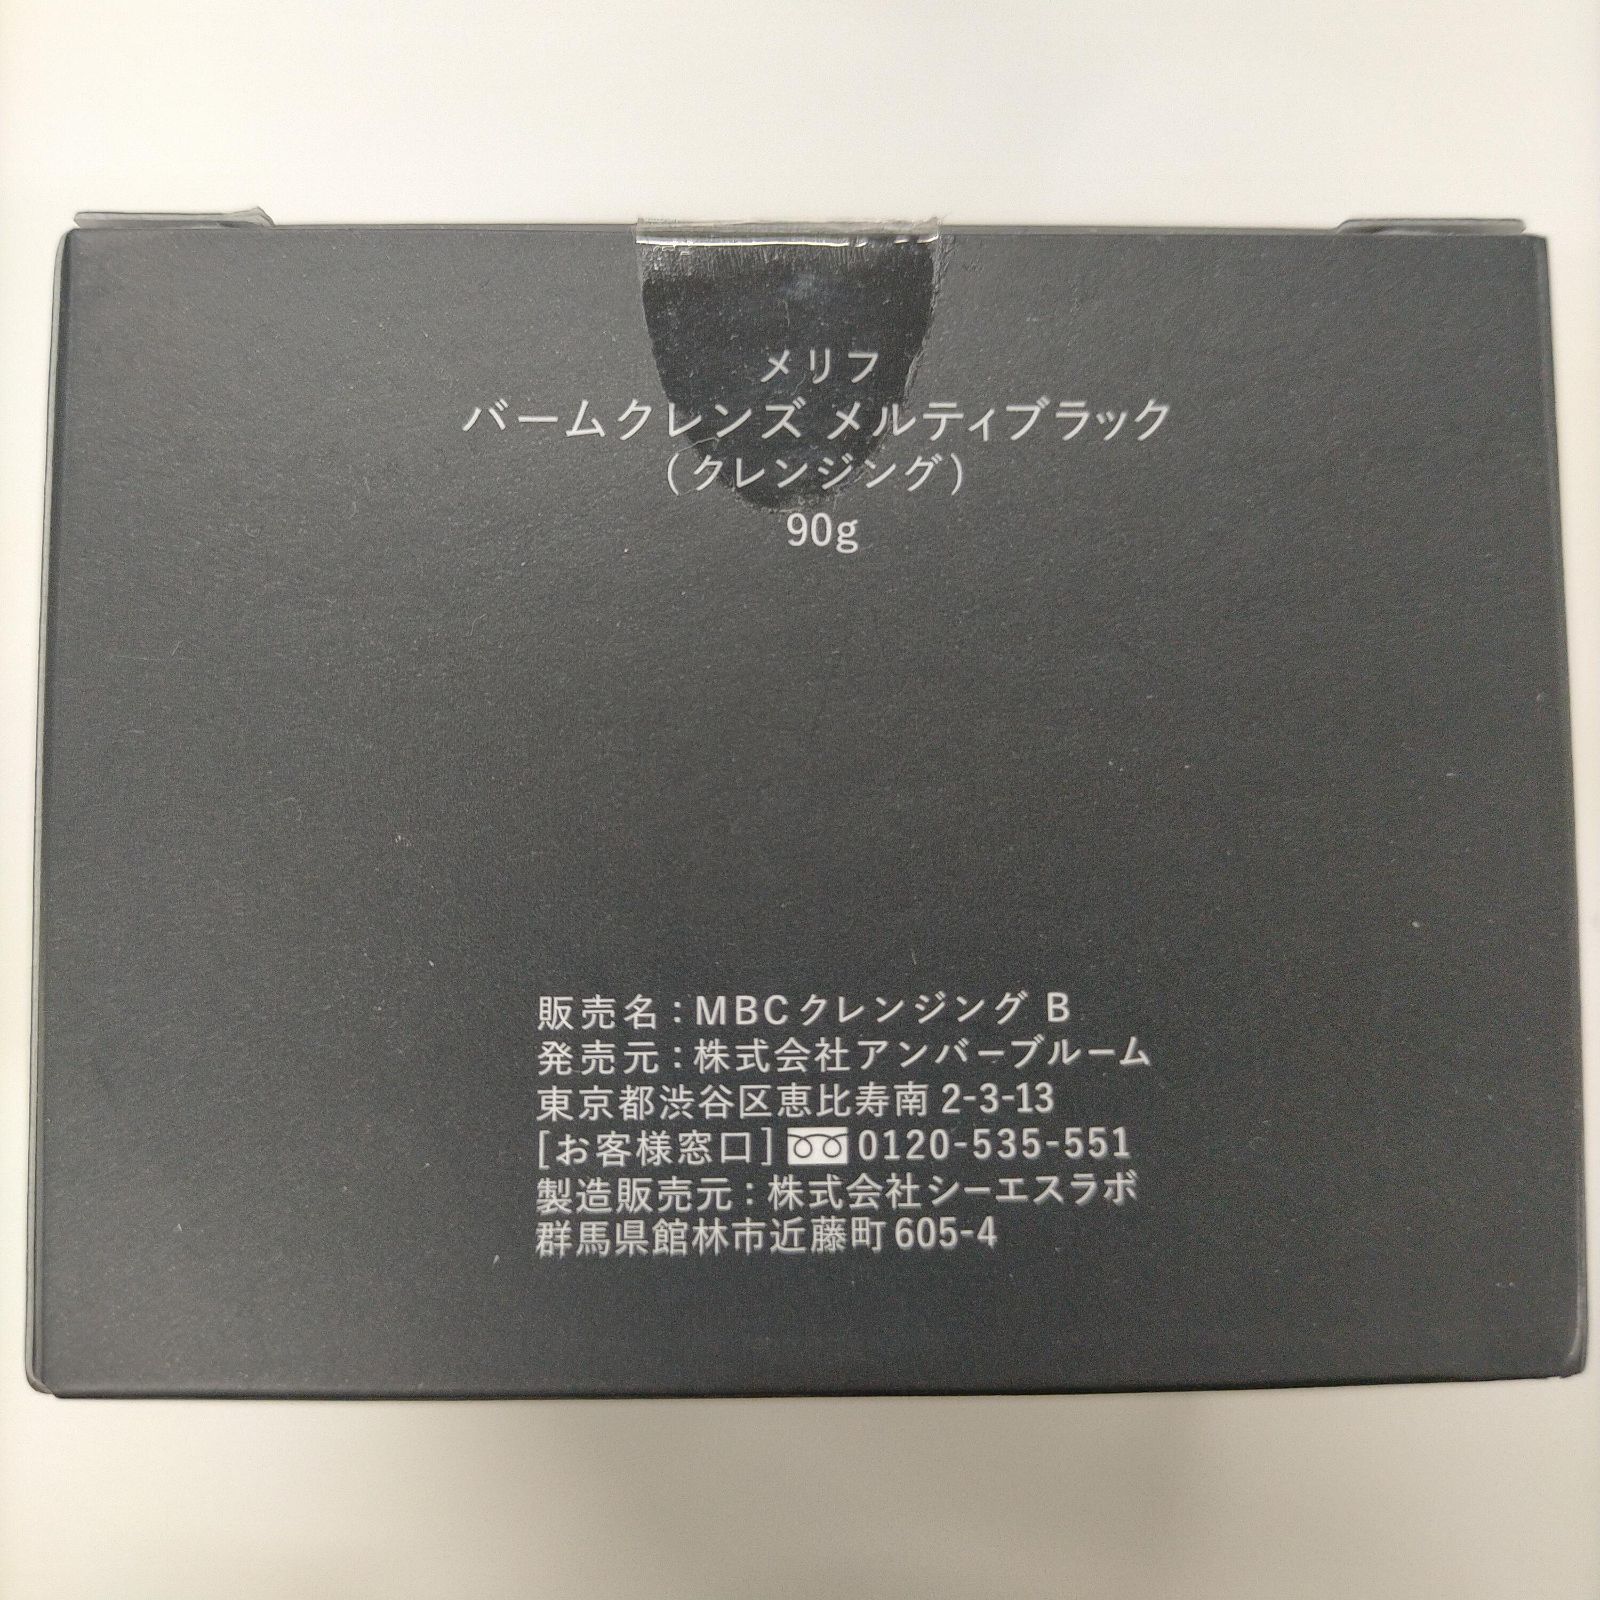 メリフ
バームクレンズ メルティブラック
(クレンジング)
90g
販売名：MBCクレンジング B
発売元：株式会社アンバーブルーム
東京都渋谷区恵比寿南 2-3-13
[お客様窓口] 0120-535-551
製造販売元：株式会社シーエスラボ
群馬県館林市近藤町 605-4